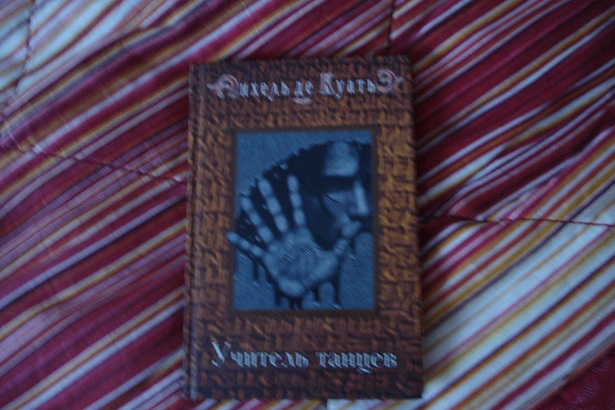 Анхель де Куатьэ
Учитель танцев